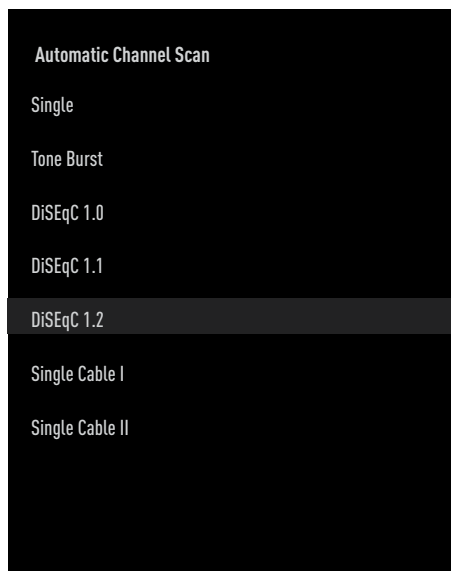 Automatic Channel Scan
Single
Tone Burst
DiSEqC 1.0
DiSEqC 1.1
DiSEqC 1.2
Single Cable I
Single Cable II